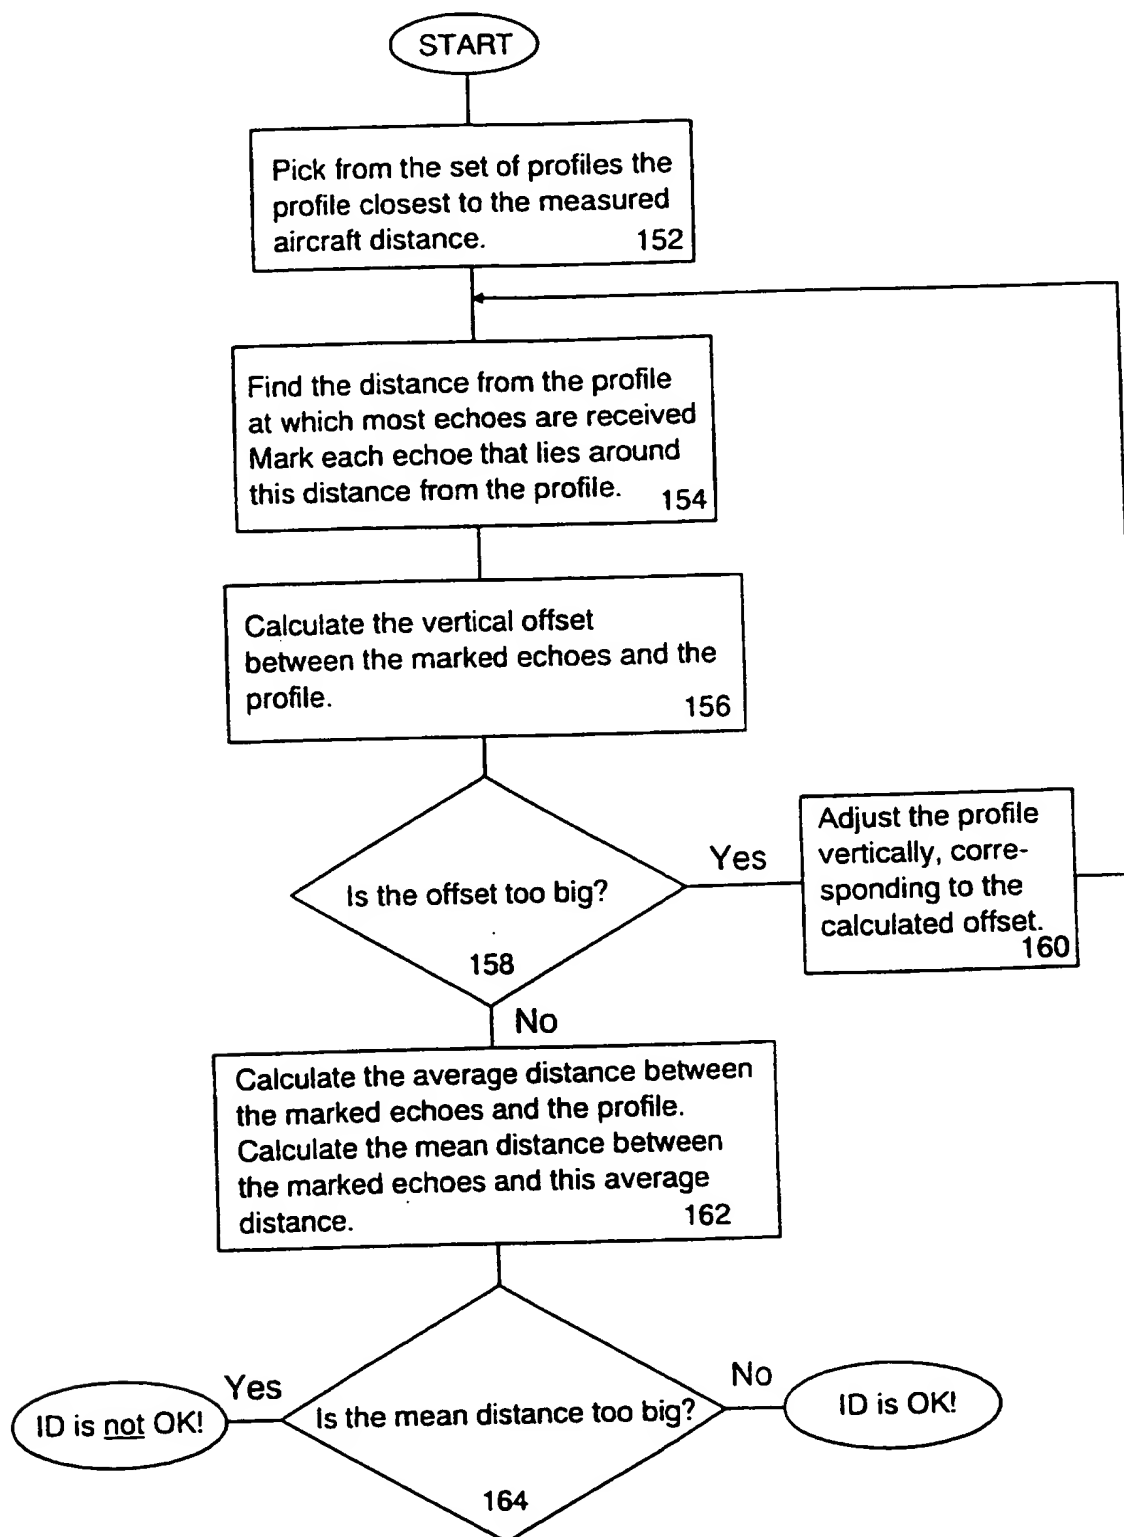 START
Pick from the set of profiles the
profile closest to the measured
aircraft distance.
152
Find the distance from the profile
at which most echoes are received
Mark each echoe that lies around
this distance from the profile.
154
Calculate the vertical offset
between the marked echoes and the
profile.
156
Is the offset too big?
158
Yes
Adjust the profile
vertically, corre-
sponding to the
calculated offset.
160
No
Calculate the average distance between
the marked echoes and the profile.
Calculate the mean distance between
the marked echoes and this average
distance.
162
Is the mean distance too big?
164
Yes
ID is not OK!
No
ID is OK!